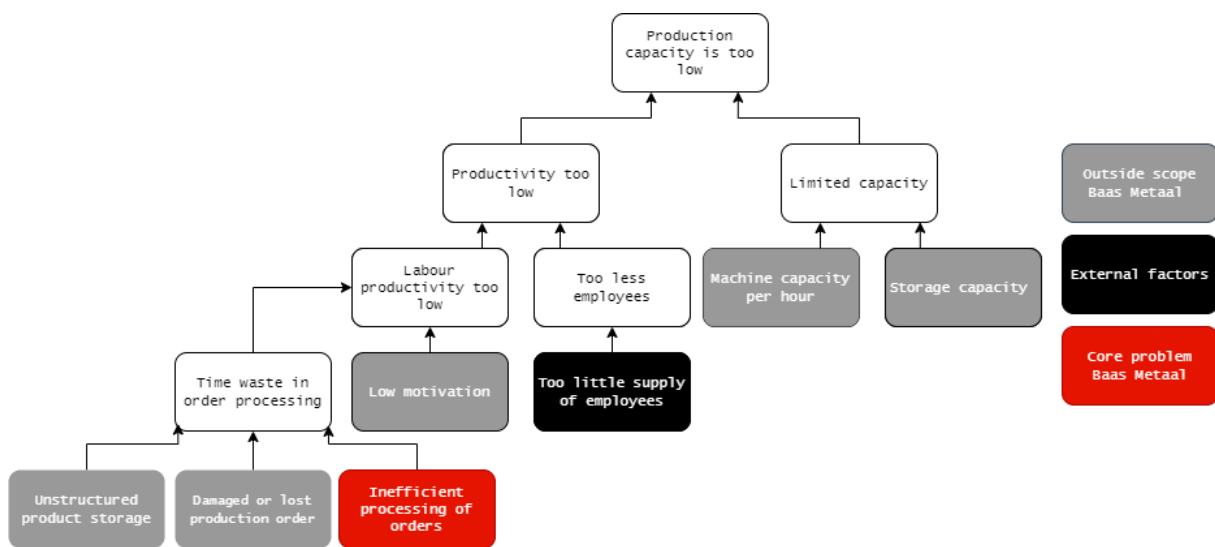 Production
capacity is too
low
Productivity too
low
Limited capacity
Outside scope
Baas Metaal
Labour
productivity too
low
Too less
employees
Machine capacity
per hour
Storage capacity
External factors
Time waste in
order processing
Low motivation
Too little supply
of employees
Core problem
Baas Metaal
Unstructured
product storage
Damaged or lost
production order
Inefficient
processing of
orders